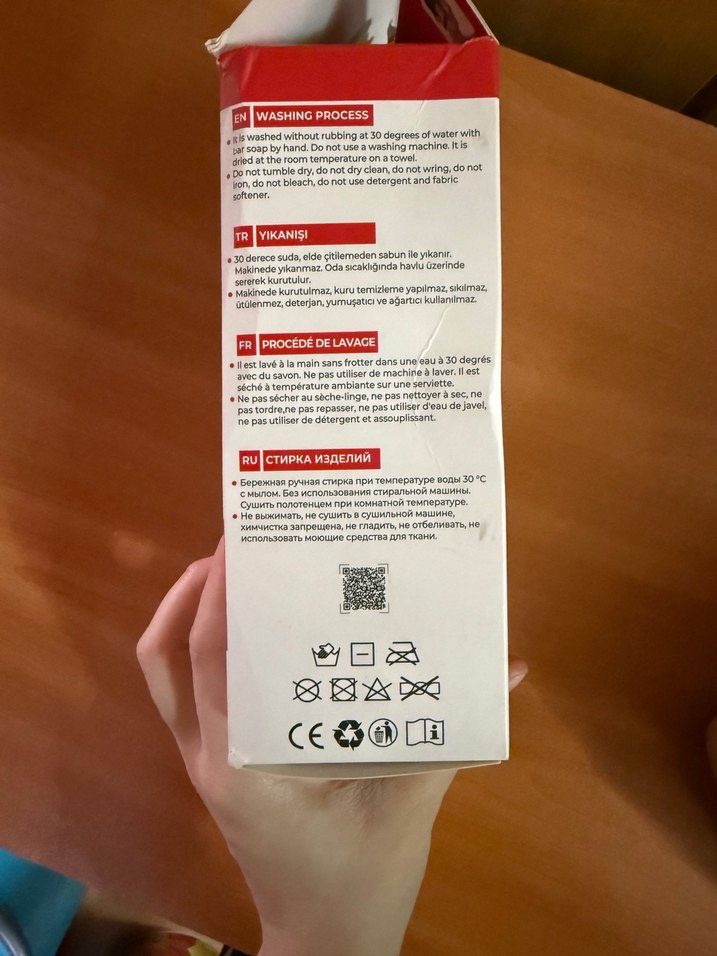 EN WASHING PROCESS
It is washed without rubbing at 30 degrees of water with
bar soap by hand. Do not use a washing machine. It is
dried at the room temperature on a towel.
Do not tumble dry, do not dry clean, do not wring, do not
iron, do not bleach, do not use detergent and fabric
softener.
TR YIKANIŞI
30 derece suda, elde çitilemeden sabun ile yıkanır.
Makinede yıkanmaz. Oda sıcaklığında havlu üzerinde
sererek kurutulur.
Makinede kurutulmaz, kuru temizleme yapılmaz, sıkılmaz,
ütülenmez, deterjan, yumuşatıcı ve ağartıcı kullanılmaz.
FR PROCÉDÉ DE LAVAGE
Il est lavé à la main sans frotter dans une eau à 30 degrés
avec du savon. Ne pas utiliser de machine à laver. Il est
séché à température ambiante sur une serviette.
Ne pas sécher au sèche-linge, ne pas nettoyer à sec, ne
pas tordre,ne pas repasser, ne pas utiliser d'eau de javel,
ne pas utiliser de détergent et assouplissant.
RU СТИРКА ИЗДЕЛИЙ
Бережная ручная стирка при температуре воды 30 °C
с мылом. Без использования стиральной машины.
Сушить полотенцем при комнатной температуре.
Не выжимать, не сушить в сушильной машине,
химчистка запрещена, не гладить, не отбеливать, не
использовать моющие средства для ткани.
CE
i